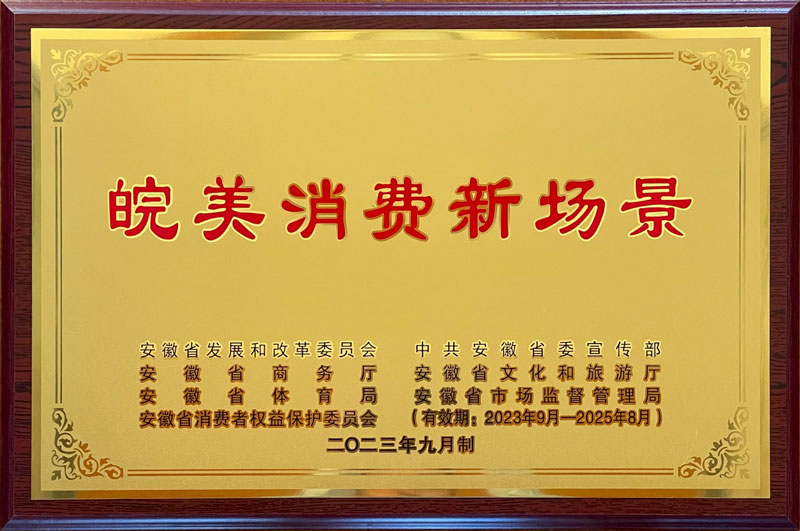 皖美消费新场景
安徽省发展和改革委员会 中共安徽省委宣传部
安徽省商务厅 安徽省文化和旅游厅
安徽省体育局 安徽省市场监督管理局
安徽省消费者权益保护委员会 （有效期：2023年9月—2025年8月）
二〇二三年九月制